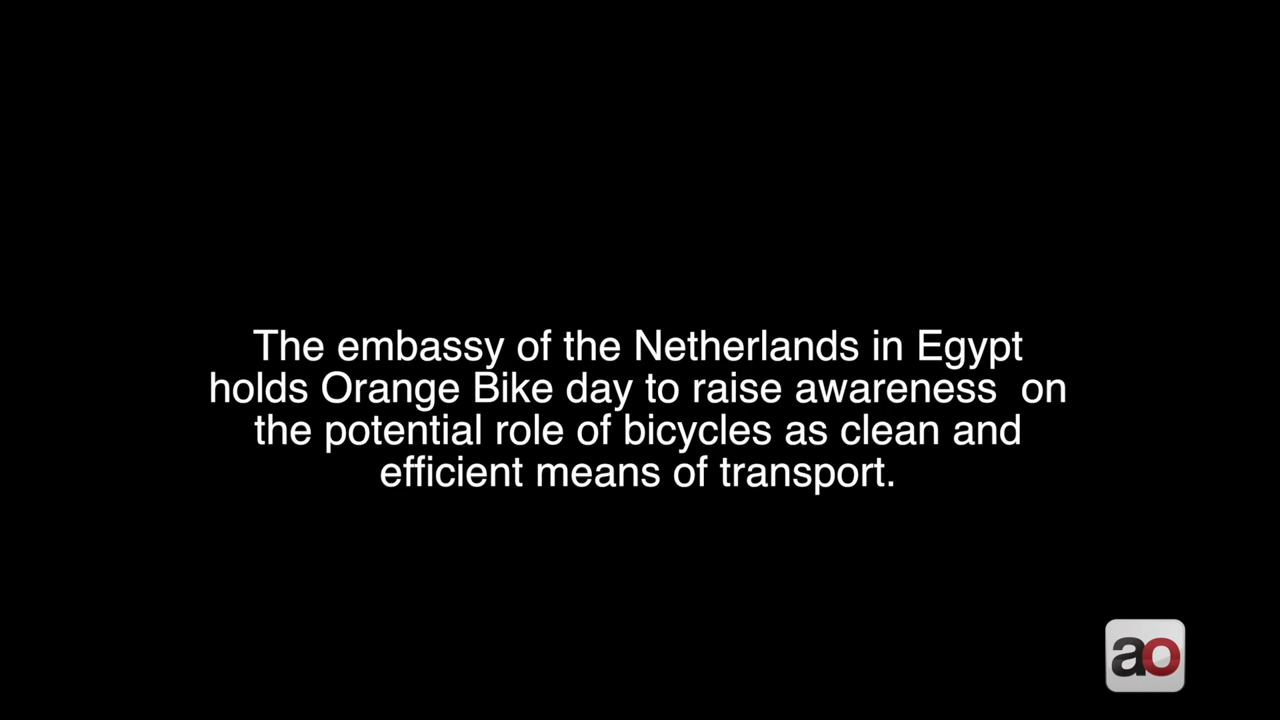 The embassy of the Netherlands in Egypt
holds Orange Bike day to raise awareness  on
the potential role of bicycles as clean and
efficient means of transport.
ao